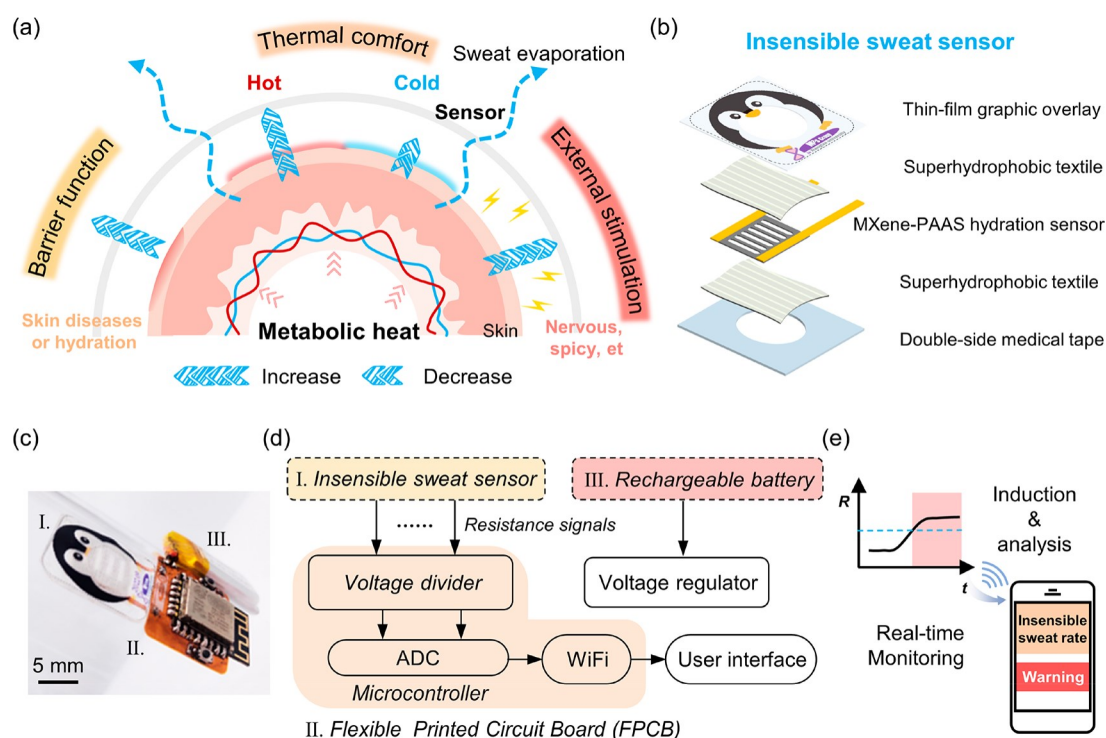 (a)
Thermal comfort
Sweat evaporation
Hot
Cold
Sensor
Barrier function
External stimulation
Skin diseases
or hydration
Metabolic heat
Skin
Nervous,
spicy, et
Increase
Decrease
(b)
Insensible sweat sensor
Thin-film graphic overlay
Superhydrophobic textile
MXene-PAAS hydration sensor
Superhydrophobic textile
Double-side medical tape
(c)
I.
III.
II.
5 mm
(d)
I. Insensible sweat sensor
III. Rechargeable battery
Resistance signals
Voltage divider
Voltage regulator
ADC
WiFi
User interface
Microcontroller
II. Flexible Printed Circuit Board (FPCB)
(e)
R
t
Induction
&
analysis
Real-time
Monitoring
Insensible
sweat rate
Warning